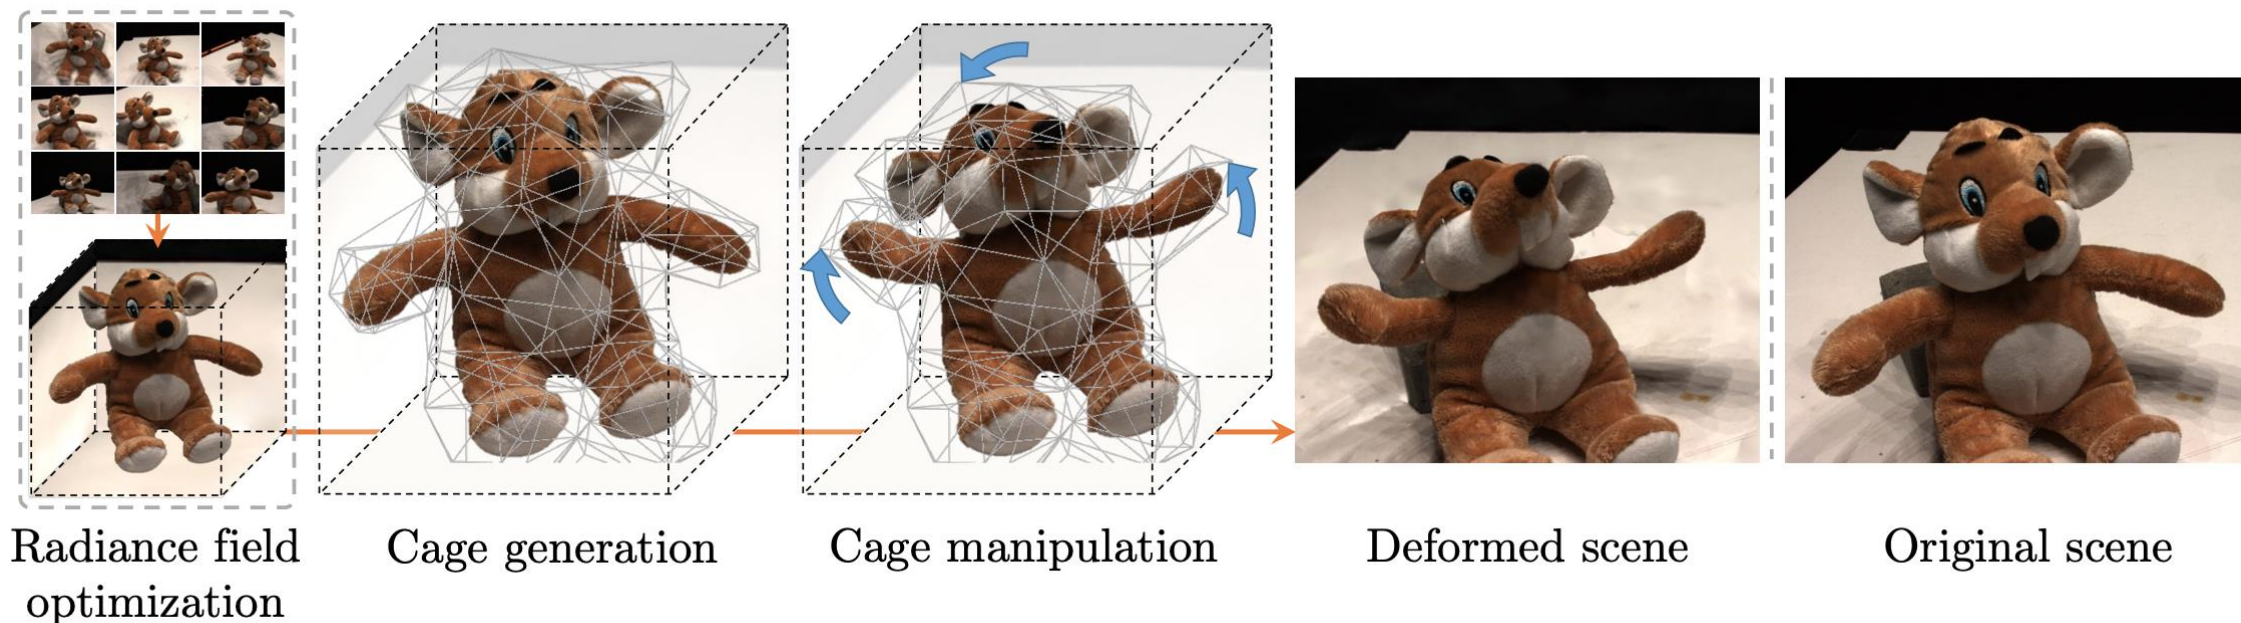 Radiance field
optimization
Cage generation
Cage manipulation
Deformed scene
Original scene